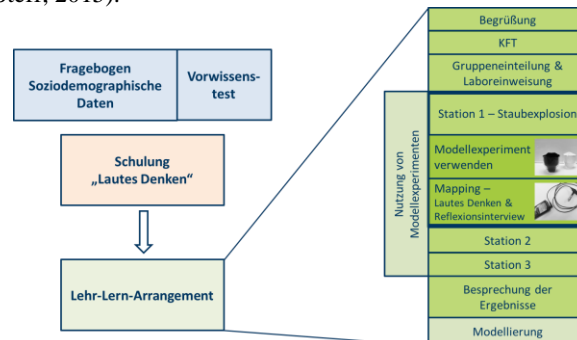 2015).
Fragebogen
Soziodemographische
Daten
Vorwissens-
test
Schulung
„Lautes Denken“
Lehr-Lern-Arrangement
Nutzung von
Modellexperimenten
Begrüßung
KFT
Gruppeneinteilung &
Laboreinweisung
Station 1 – Staubexplosion
Modellexperiment
verwenden
Mapping –
Lautes Denken &
Reflexionsinterview
Station 2
Station 3
Besprechung der
Ergebnisse
Modellierung